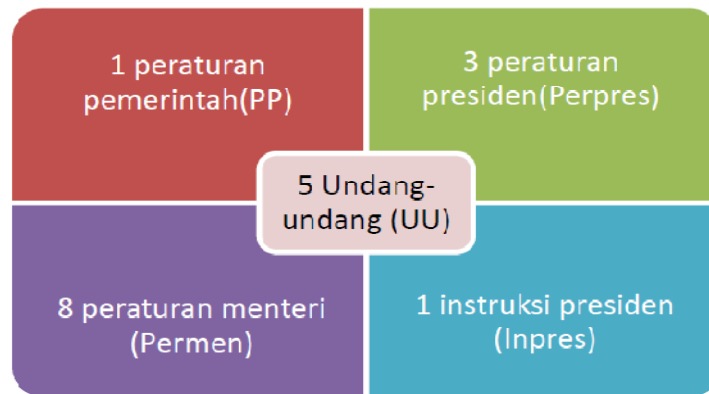 1 peraturan
pemerintah(PP)
3 peraturan
presiden(Perpres)
5 Undang-
undang (UU)
8 peraturan menteri
(Permen)
1 instruksi presiden
(Inpres)